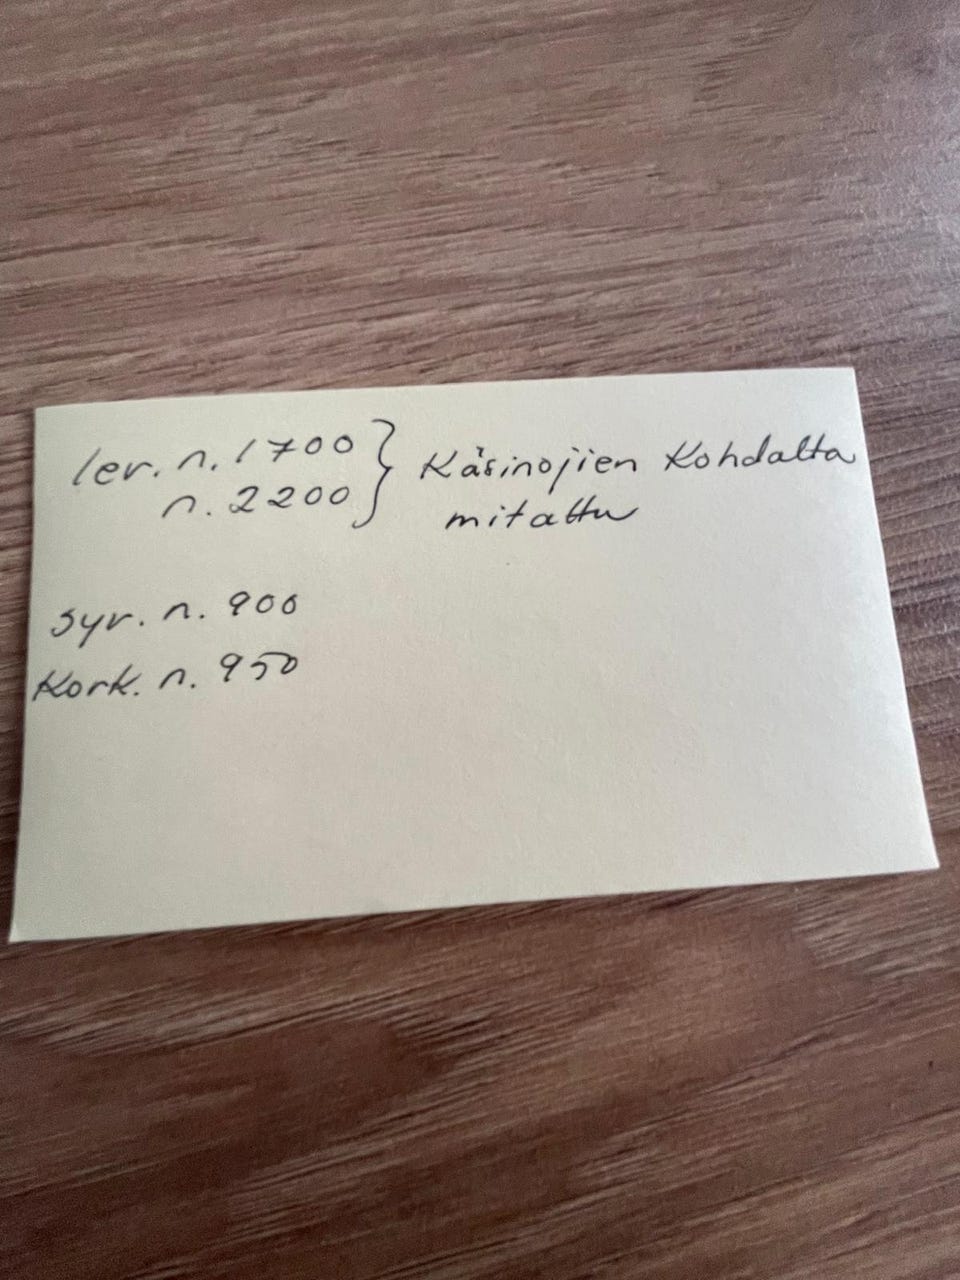 lev. n. 1700 } Käsinojien kohdalta
n. 2200 } mitattu
syv. n. 900
Kork. n. 950